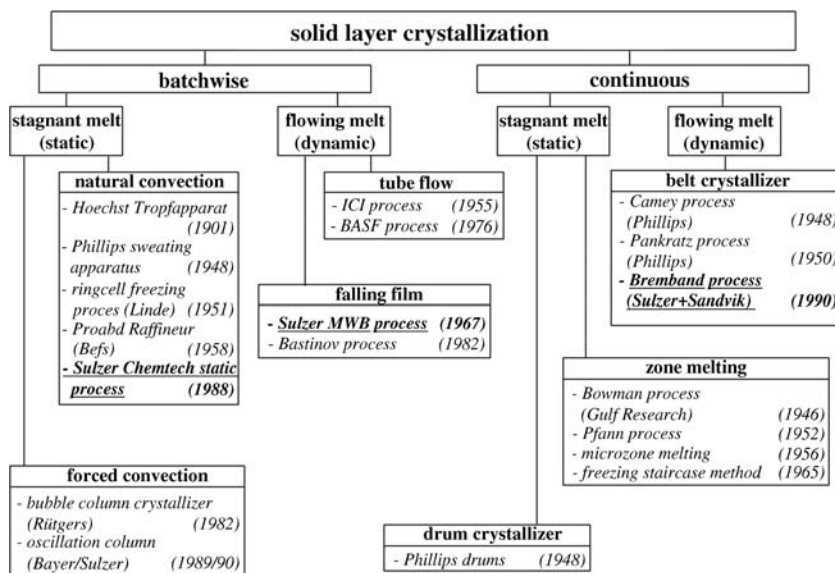 solid layer crystallization
batchwise
continuous
stagnant melt
(static)
flowing melt
(dynamic)
stagnant melt
(static)
flowing melt
(dynamic)
natural convection
- Hoechst Tropfapparat
(1901)
- Phillips sweating
apparatus (1948)
- ringcell freezing
proces (Linde) (1951)
- Proabd Raffineur
(Befs) (1958)
- Sulzer Chemtech static
process (1988)
tube flow
- ICI process (1955)
- BASF process (1976)
falling film
- Sulzer MWB process (1967)
- Bastinov process (1982)
belt crystallizer
- Camey process
(Phillips) (1948)
- Pankratz process
(Phillips) (1950)
- Bremband process
(Sulzer+Sandvik)
(1990)
zone melting
- Bowman process
(Gulf Research) (1946)
- Pfann process (1952)
- microzone melting (1956)
- freezing staircase method (1965)
forced convection
- bubble column crystallizer
(Rütgers) (1982)
- oscillation column
(Bayer/Sulzer) (1989/90)
drum crystallizer
- Phillips drums (1948)